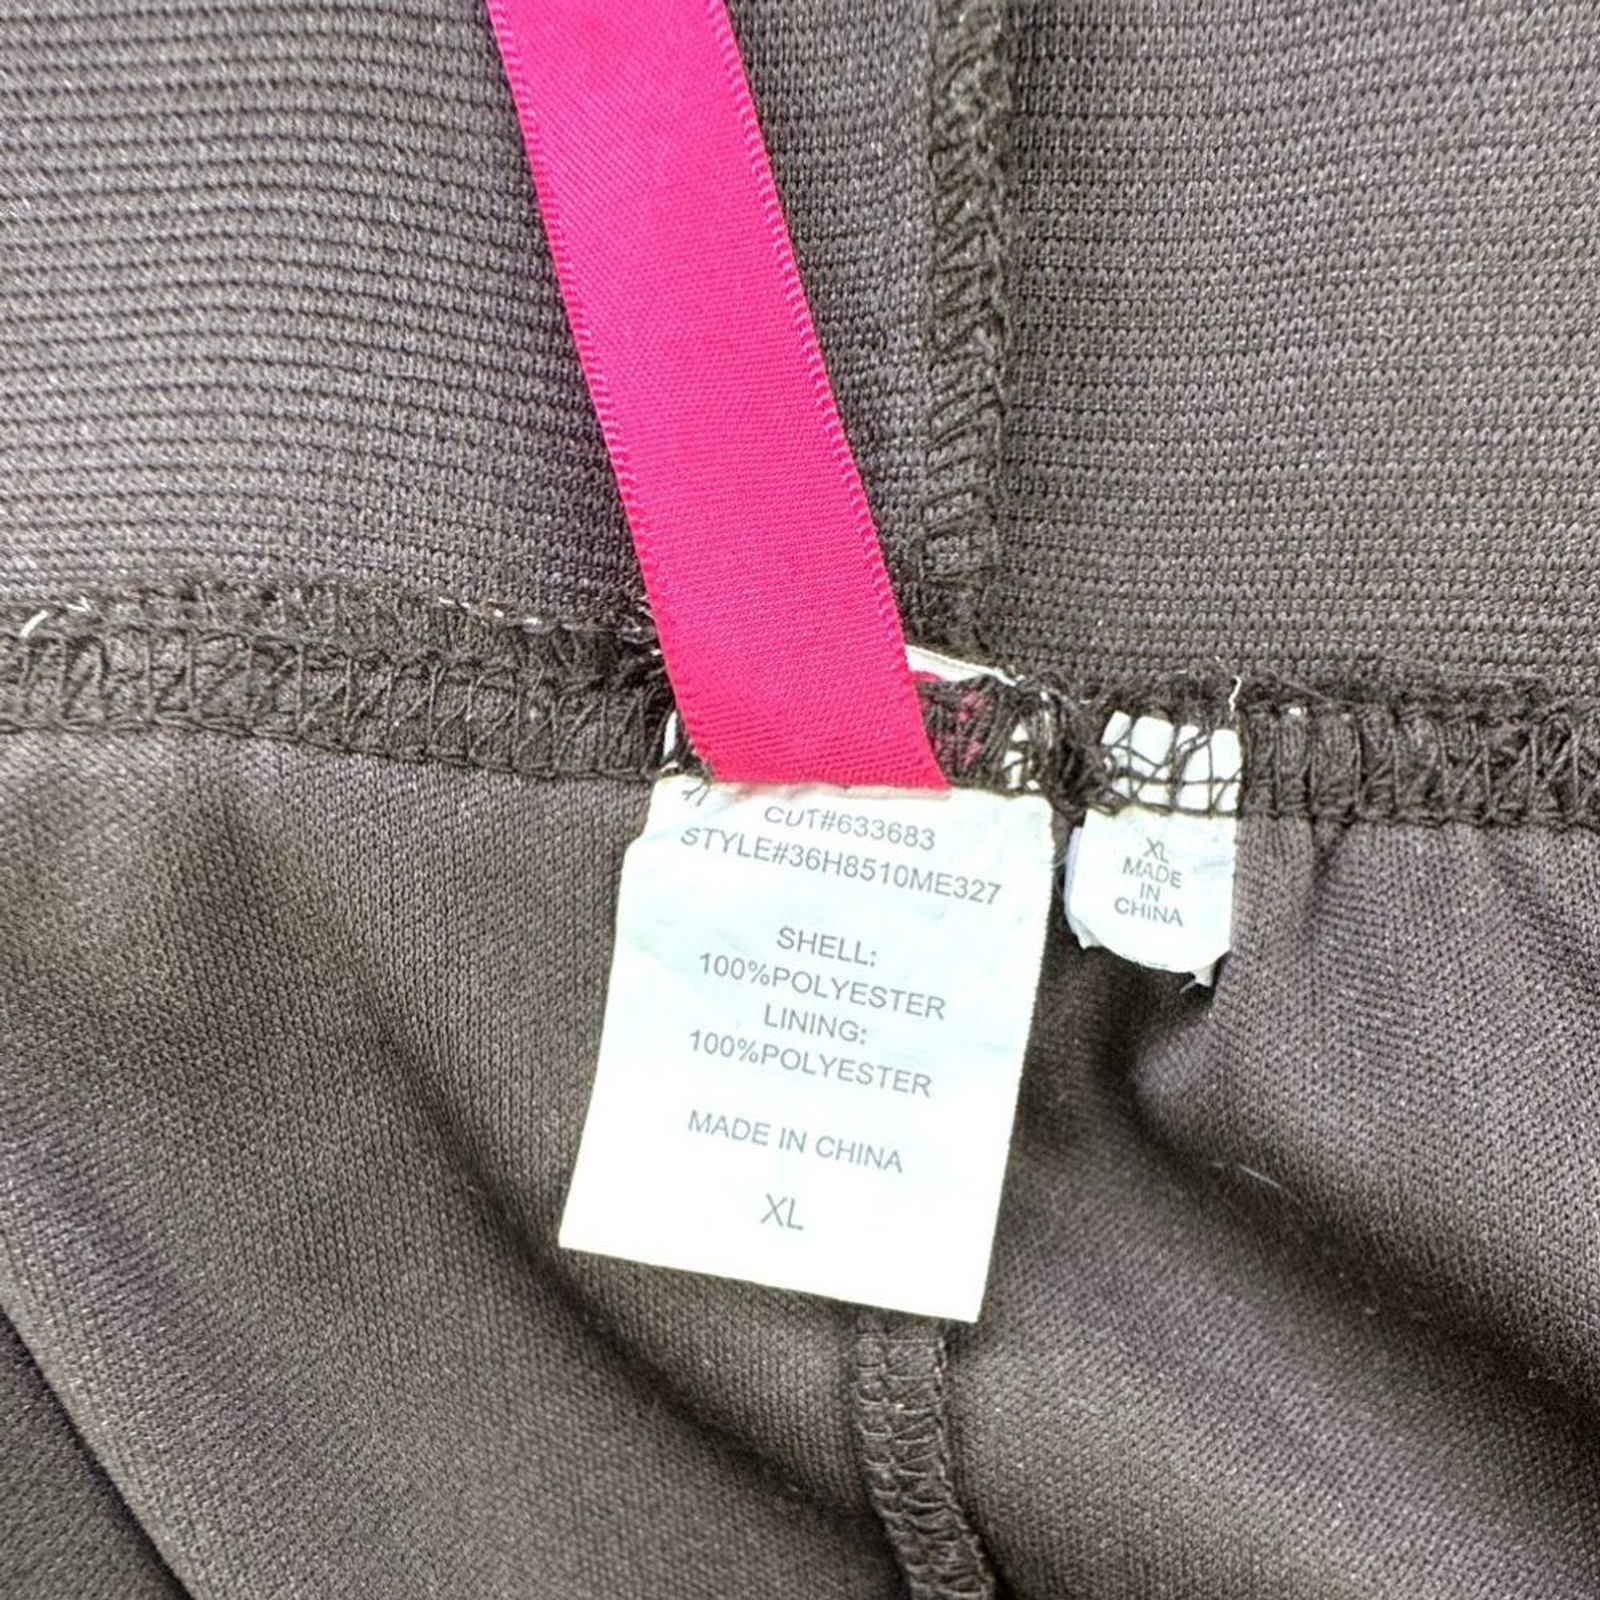 CUT#633683
STYLE#36H8510ME327
SHELL:
100%POLYESTER
LINING:
100%POLYESTER
MADE IN CHINA
XL
XL
MADE
IN
CHINA